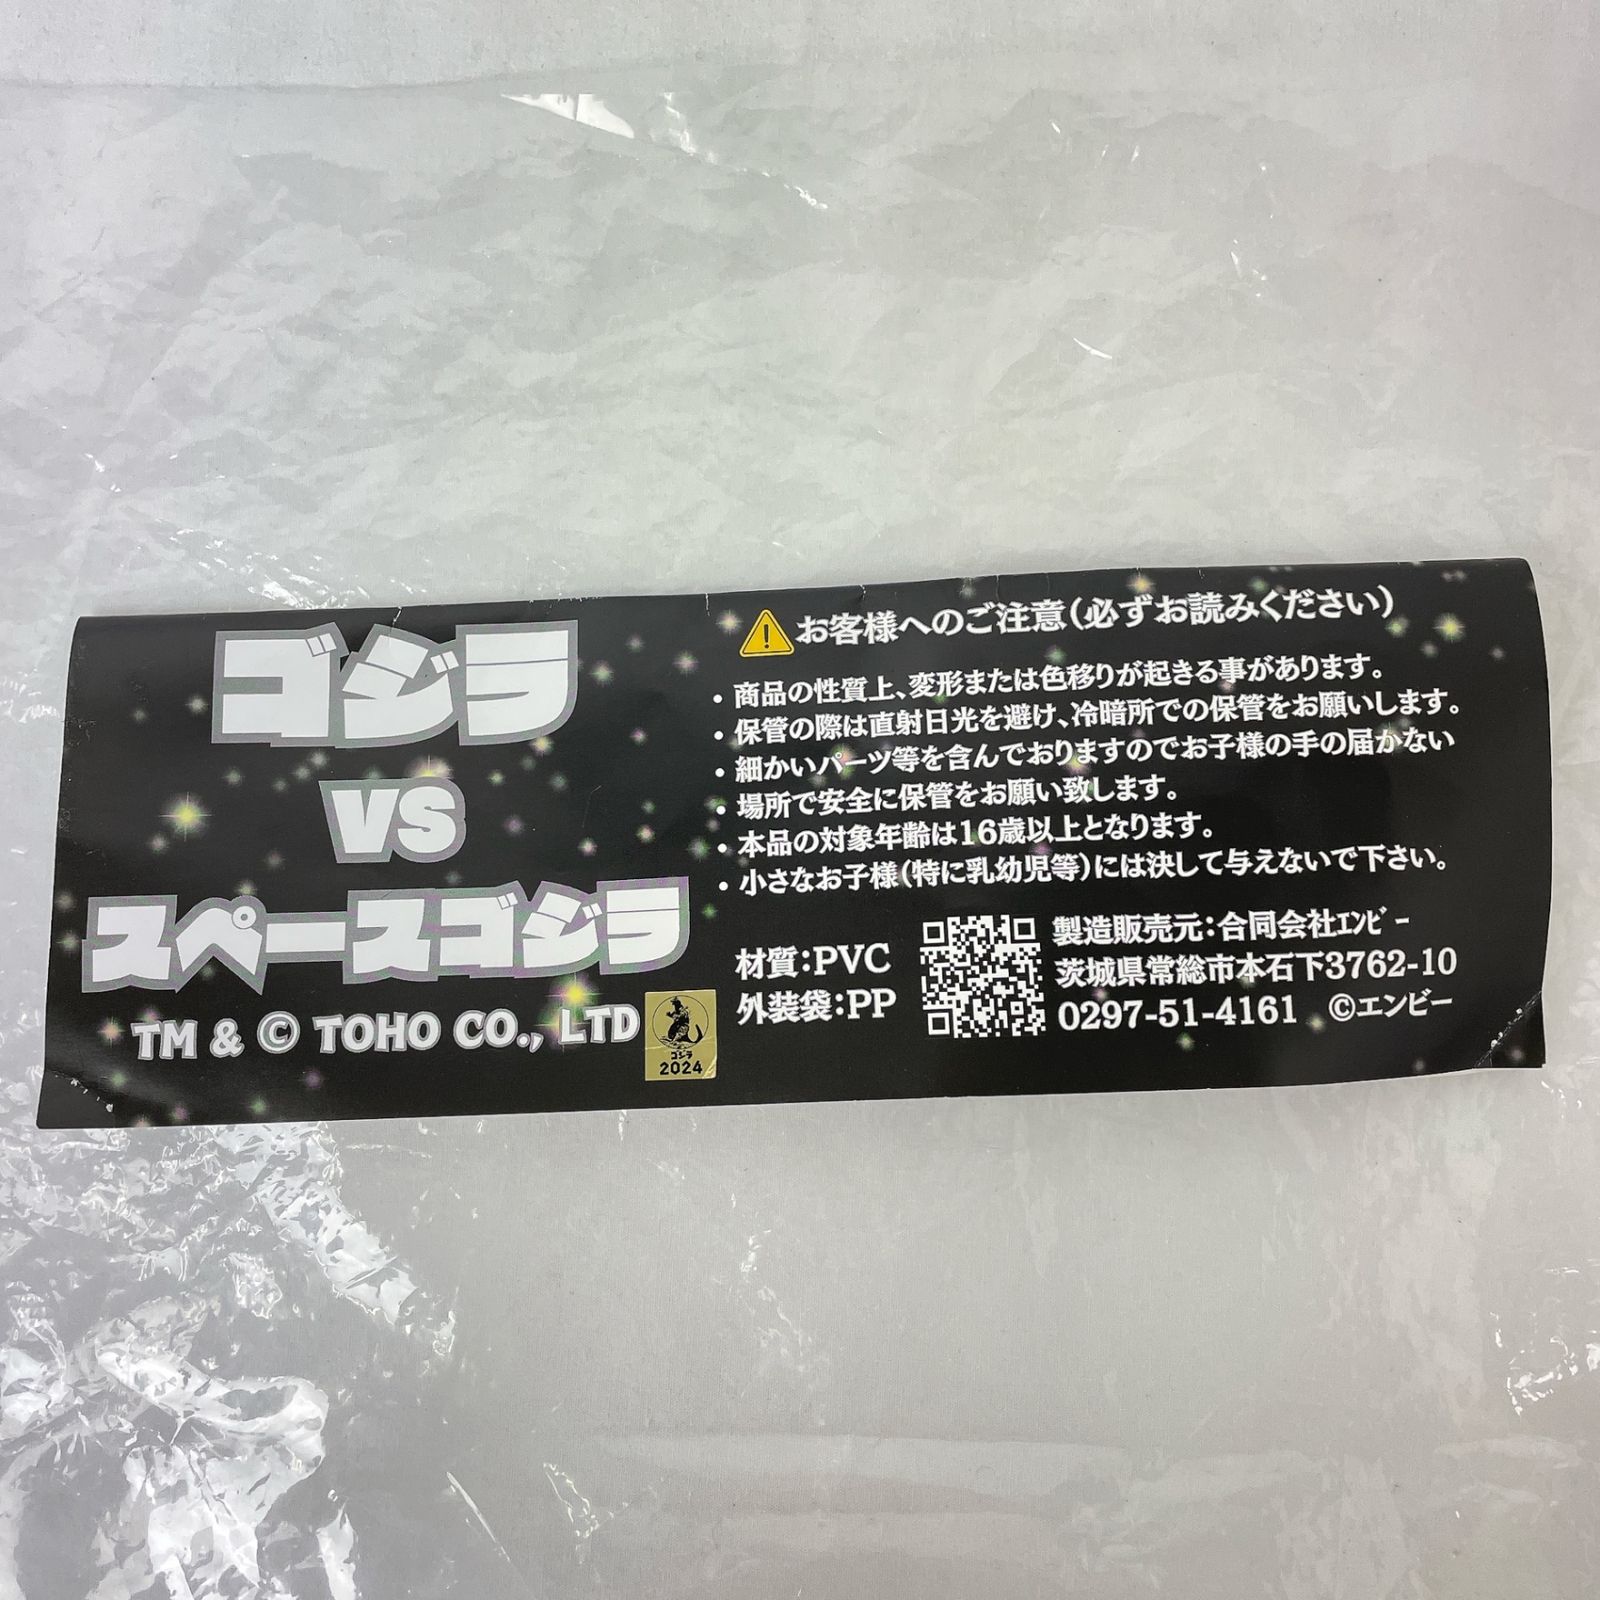 ゴジラ
VS
スペースゴジラ
TM & © TOHO CO., LTD
ゴジラ
2024
お客様へのご注意(必ずお読みください)
・商品の性質上、変形または色移りが起きる事があります。
・保管の際は直射日光を避け、冷暗所での保管をお願いします。
・細かいパーツ等を含んでおりますのでお子様の手の届かない
・場所で安全に保管をお願い致します。
・本品の対象年齢は16歳以上となります。
・小さなお子様(特に乳幼児等)には決して与えないで下さい。
材質:PVC
外装袋:PP
製造販売元:合同会社ｴﾝﾋﾞｰ
茨城県常総市本石下3762-10
0297-51-4161 ©エンビー